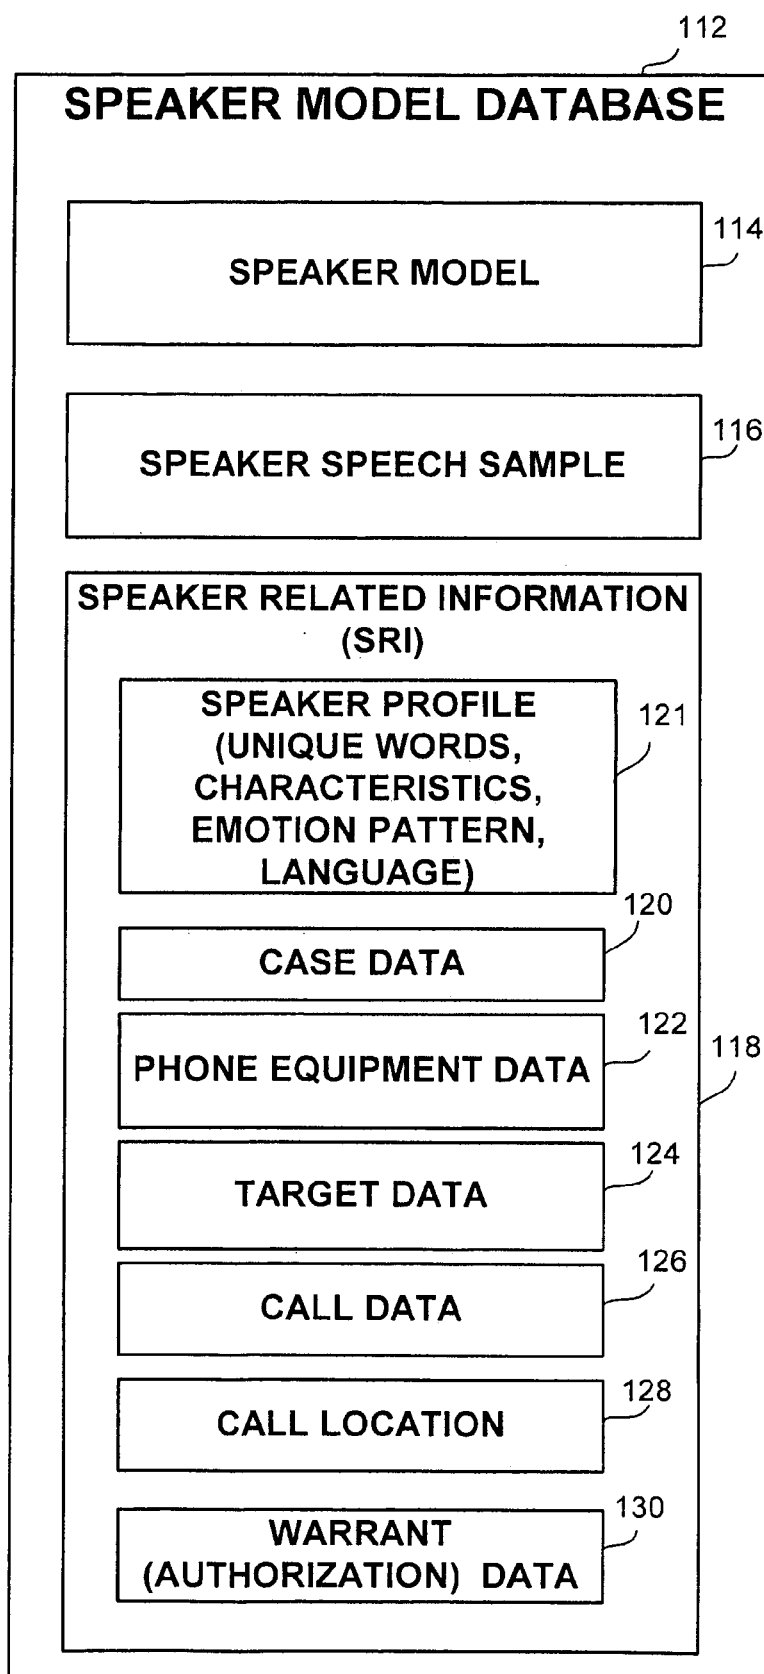 112
SPEAKER MODEL DATABASE
114
SPEAKER MODEL
116
SPEAKER SPEECH SAMPLE
SPEAKER RELATED INFORMATION
(SRI)
SPEAKER PROFILE
(UNIQUE WORDS,
CHARACTERISTICS,
EMOTION PATTERN,
LANGUAGE)
121
120
CASE DATA
122
PHONE EQUIPMENT DATA
118
124
TARGET DATA
126
CALL DATA
128
CALL LOCATION
130
WARRANT
(AUTHORIZATION) DATA